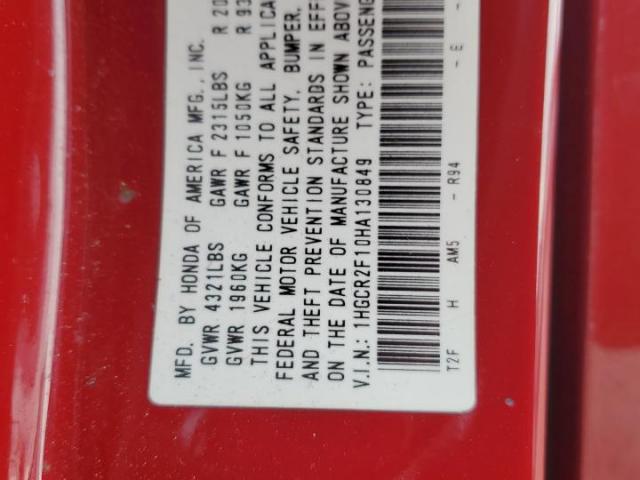 MFD. BY HONDA OF AMERICA MFG., INC.
GVWR 4321LBS GAWR F 2315LBS R 20
GVWR 1960KG GAWR F 1050KG R 93
THIS VEHICLE CONFORMS TO ALL APPLICA
FEDERAL MOTOR VEHICLE SAFETY, BUMPER,
AND THEFT PREVENTION STANDARDS IN EFF
ON THE DATE OF MANUFACTURE SHOWN ABOV
V.I.N.: 1HGCR2F10HA130849 TYPE: PASSENG
T2F H AM5 - R94 - E -